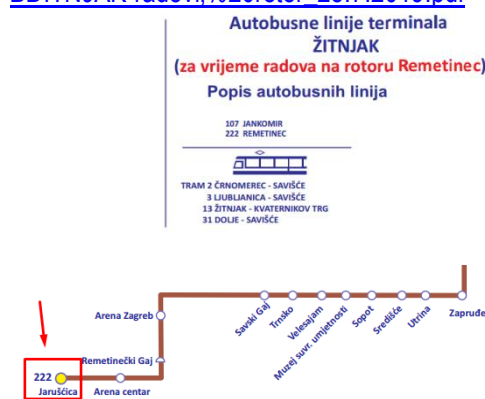 Autobusne linije terminala
ŽITNJAK
(za vrijeme radova na rotoru Remetinec)
Popis autobusnih linija
107 JANKOMIR
222 REMETINEC
TRAM 2 ČRNOMEREC - SAVIŠĆE
3 LJUBLJANICA - SAVIŠĆE
13 ŽITNJAK - KVATERNIKOV TRG
31 DOLJE - SAVIŠĆE
Arena Zagreb
Savski Gaj
Trnsko
Velesajam
Muzej suvr. umjetnosti
Sopot
Središće
Utrina
Zapruđe
Remetinečki Gaj
222
Jarušćica
Arena centar